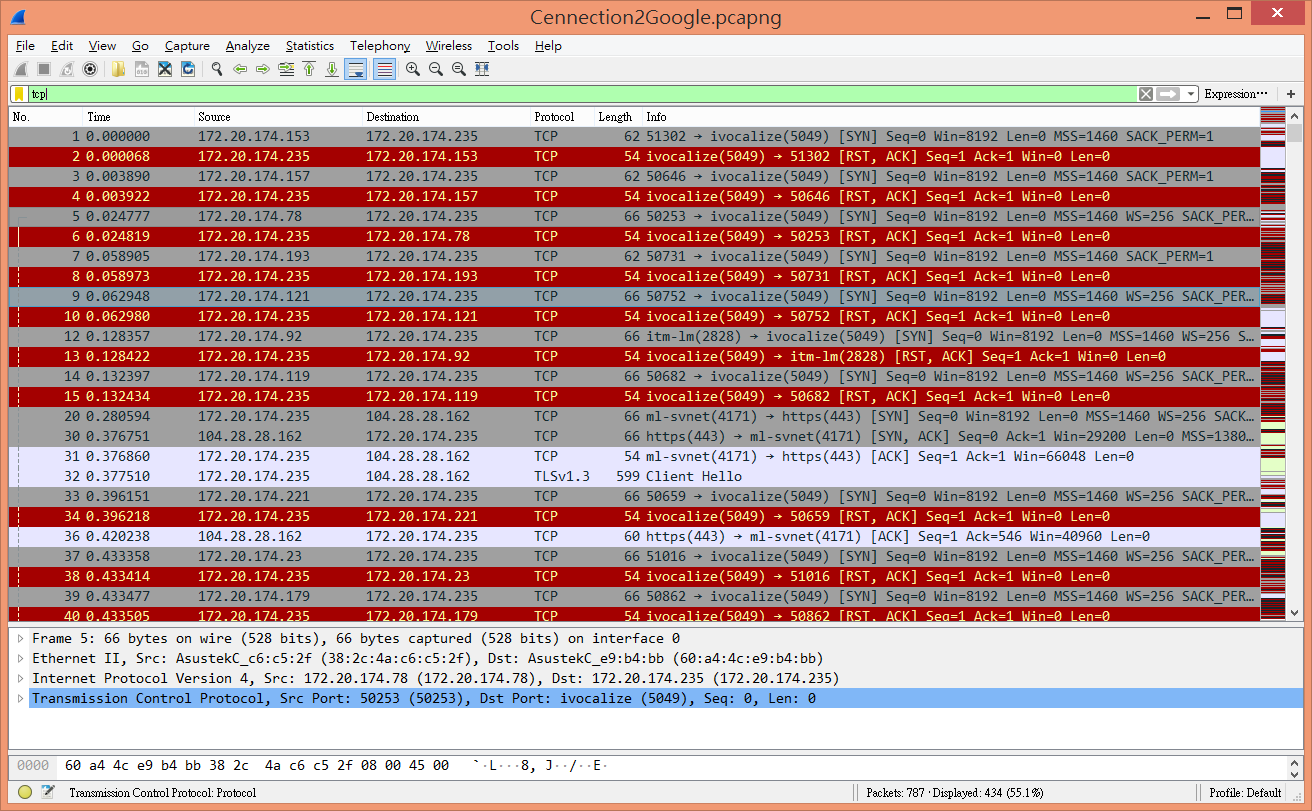 Cennection2Google.pcapng
File Edit View Go Capture Analyze Statistics Telephony Wireless Tools Help
tcp Expression⋯ +
No. Time Source Destination Protocol Length Info
1 0.000000 172.20.174.153 172.20.174.235 TCP 62 51302 → ivocalize(5049) [SYN] Seq=0 Win=8192 Len=0 MSS=1460 SACK_PERM=1
2 0.000068 172.20.174.235 172.20.174.153 TCP 54 ivocalize(5049) → 51302 [RST, ACK] Seq=1 Ack=1 Win=0 Len=0
3 0.003890 172.20.174.157 172.20.174.235 TCP 62 50646 → ivocalize(5049) [SYN] Seq=0 Win=8192 Len=0 MSS=1460 SACK_PERM=1
4 0.003922 172.20.174.235 172.20.174.157 TCP 54 ivocalize(5049) → 50646 [RST, ACK] Seq=1 Ack=1 Win=0 Len=0
5 0.024777 172.20.174.78 172.20.174.235 TCP 66 50253 → ivocalize(5049) [SYN] Seq=0 Win=8192 Len=0 MSS=1460 WS=256 SACK_PER…
6 0.024819 172.20.174.235 172.20.174.78 TCP 54 ivocalize(5049) → 50253 [RST, ACK] Seq=1 Ack=1 Win=0 Len=0
7 0.058905 172.20.174.193 172.20.174.235 TCP 62 50731 → ivocalize(5049) [SYN] Seq=0 Win=8192 Len=0 MSS=1460 SACK_PERM=1
8 0.058973 172.20.174.235 172.20.174.193 TCP 54 ivocalize(5049) → 50731 [RST, ACK] Seq=1 Ack=1 Win=0 Len=0
9 0.062948 172.20.174.121 172.20.174.235 TCP 66 50752 → ivocalize(5049) [SYN] Seq=0 Win=8192 Len=0 MSS=1460 WS=256 SACK_PER…
10 0.062980 172.20.174.235 172.20.174.121 TCP 54 ivocalize(5049) → 50752 [RST, ACK] Seq=1 Ack=1 Win=0 Len=0
12 0.128357 172.20.174.92 172.20.174.235 TCP 66 itm-lm(2828) → ivocalize(5049) [SYN] Seq=0 Win=8192 Len=0 MSS=1460 WS=256 S…
13 0.128422 172.20.174.235 172.20.174.92 TCP 54 ivocalize(5049) → itm-lm(2828) [RST, ACK] Seq=1 Ack=1 Win=0 Len=0
14 0.132397 172.20.174.119 172.20.174.235 TCP 66 50682 → ivocalize(5049) [SYN] Seq=0 Win=8192 Len=0 MSS=1460 WS=256 SACK_PER…
15 0.132434 172.20.174.235 172.20.174.119 TCP 54 ivocalize(5049) → 50682 [RST, ACK] Seq=1 Ack=1 Win=0 Len=0
20 0.280594 172.20.174.235 104.28.28.162 TCP 66 ml-svnet(4171) → https(443) [SYN] Seq=0 Win=8192 Len=0 MSS=1460 WS=256 SACK…
30 0.376751 104.28.28.162 172.20.174.235 TCP 66 https(443) → ml-svnet(4171) [SYN, ACK] Seq=0 Ack=1 Win=29200 Len=0 MSS=1380…
31 0.376860 172.20.174.235 104.28.28.162 TCP 54 ml-svnet(4171) → https(443) [ACK] Seq=1 Ack=1 Win=66048 Len=0
32 0.377510 172.20.174.235 104.28.28.162 TLSv1.3 599 Client Hello
33 0.396151 172.20.174.221 172.20.174.235 TCP 66 50659 → ivocalize(5049) [SYN] Seq=0 Win=8192 Len=0 MSS=1460 WS=256 SACK_PER…
34 0.396218 172.20.174.235 172.20.174.221 TCP 54 ivocalize(5049) → 50659 [RST, ACK] Seq=1 Ack=1 Win=0 Len=0
36 0.420238 104.28.28.162 172.20.174.235 TCP 60 https(443) → ml-svnet(4171) [ACK] Seq=1 Ack=546 Win=40960 Len=0
37 0.433358 172.20.174.23 172.20.174.235 TCP 66 51016 → ivocalize(5049) [SYN] Seq=0 Win=8192 Len=0 MSS=1460 WS=256 SACK_PER…
38 0.433414 172.20.174.235 172.20.174.23 TCP 54 ivocalize(5049) → 51016 [RST, ACK] Seq=1 Ack=1 Win=0 Len=0
39 0.433477 172.20.174.179 172.20.174.235 TCP 66 50862 → ivocalize(5049) [SYN] Seq=0 Win=8192 Len=0 MSS=1460 WS=256 SACK_PER…
40 0.433505 172.20.174.235 172.20.174.179 TCP 54 ivocalize(5049) → 50862 [RST, ACK] Seq=1 Ack=1 Win=0 Len=0
Frame 5: 66 bytes on wire (528 bits), 66 bytes captured (528 bits) on interface 0
Ethernet II, Src: AsustekC_c6:c5:2f (38:2c:4a:c6:c5:2f), Dst: AsustekC_e9:b4:bb (60:a4:4c:e9:b4:bb)
Internet Protocol Version 4, Src: 172.20.174.78 (172.20.174.78), Dst: 172.20.174.235 (172.20.174.235)
Transmission Control Protocol, Src Port: 50253 (50253), Dst Port: ivocalize (5049), Seq: 0, Len: 0
0000 60 a4 4c e9 b4 bb 38 2c 4a c6 c5 2f 08 00 45 00 `·L···8, J··/··E·
Transmission Control Protocol: Protocol Packets: 787 · Displayed: 434 (55.1%) Profile: Default